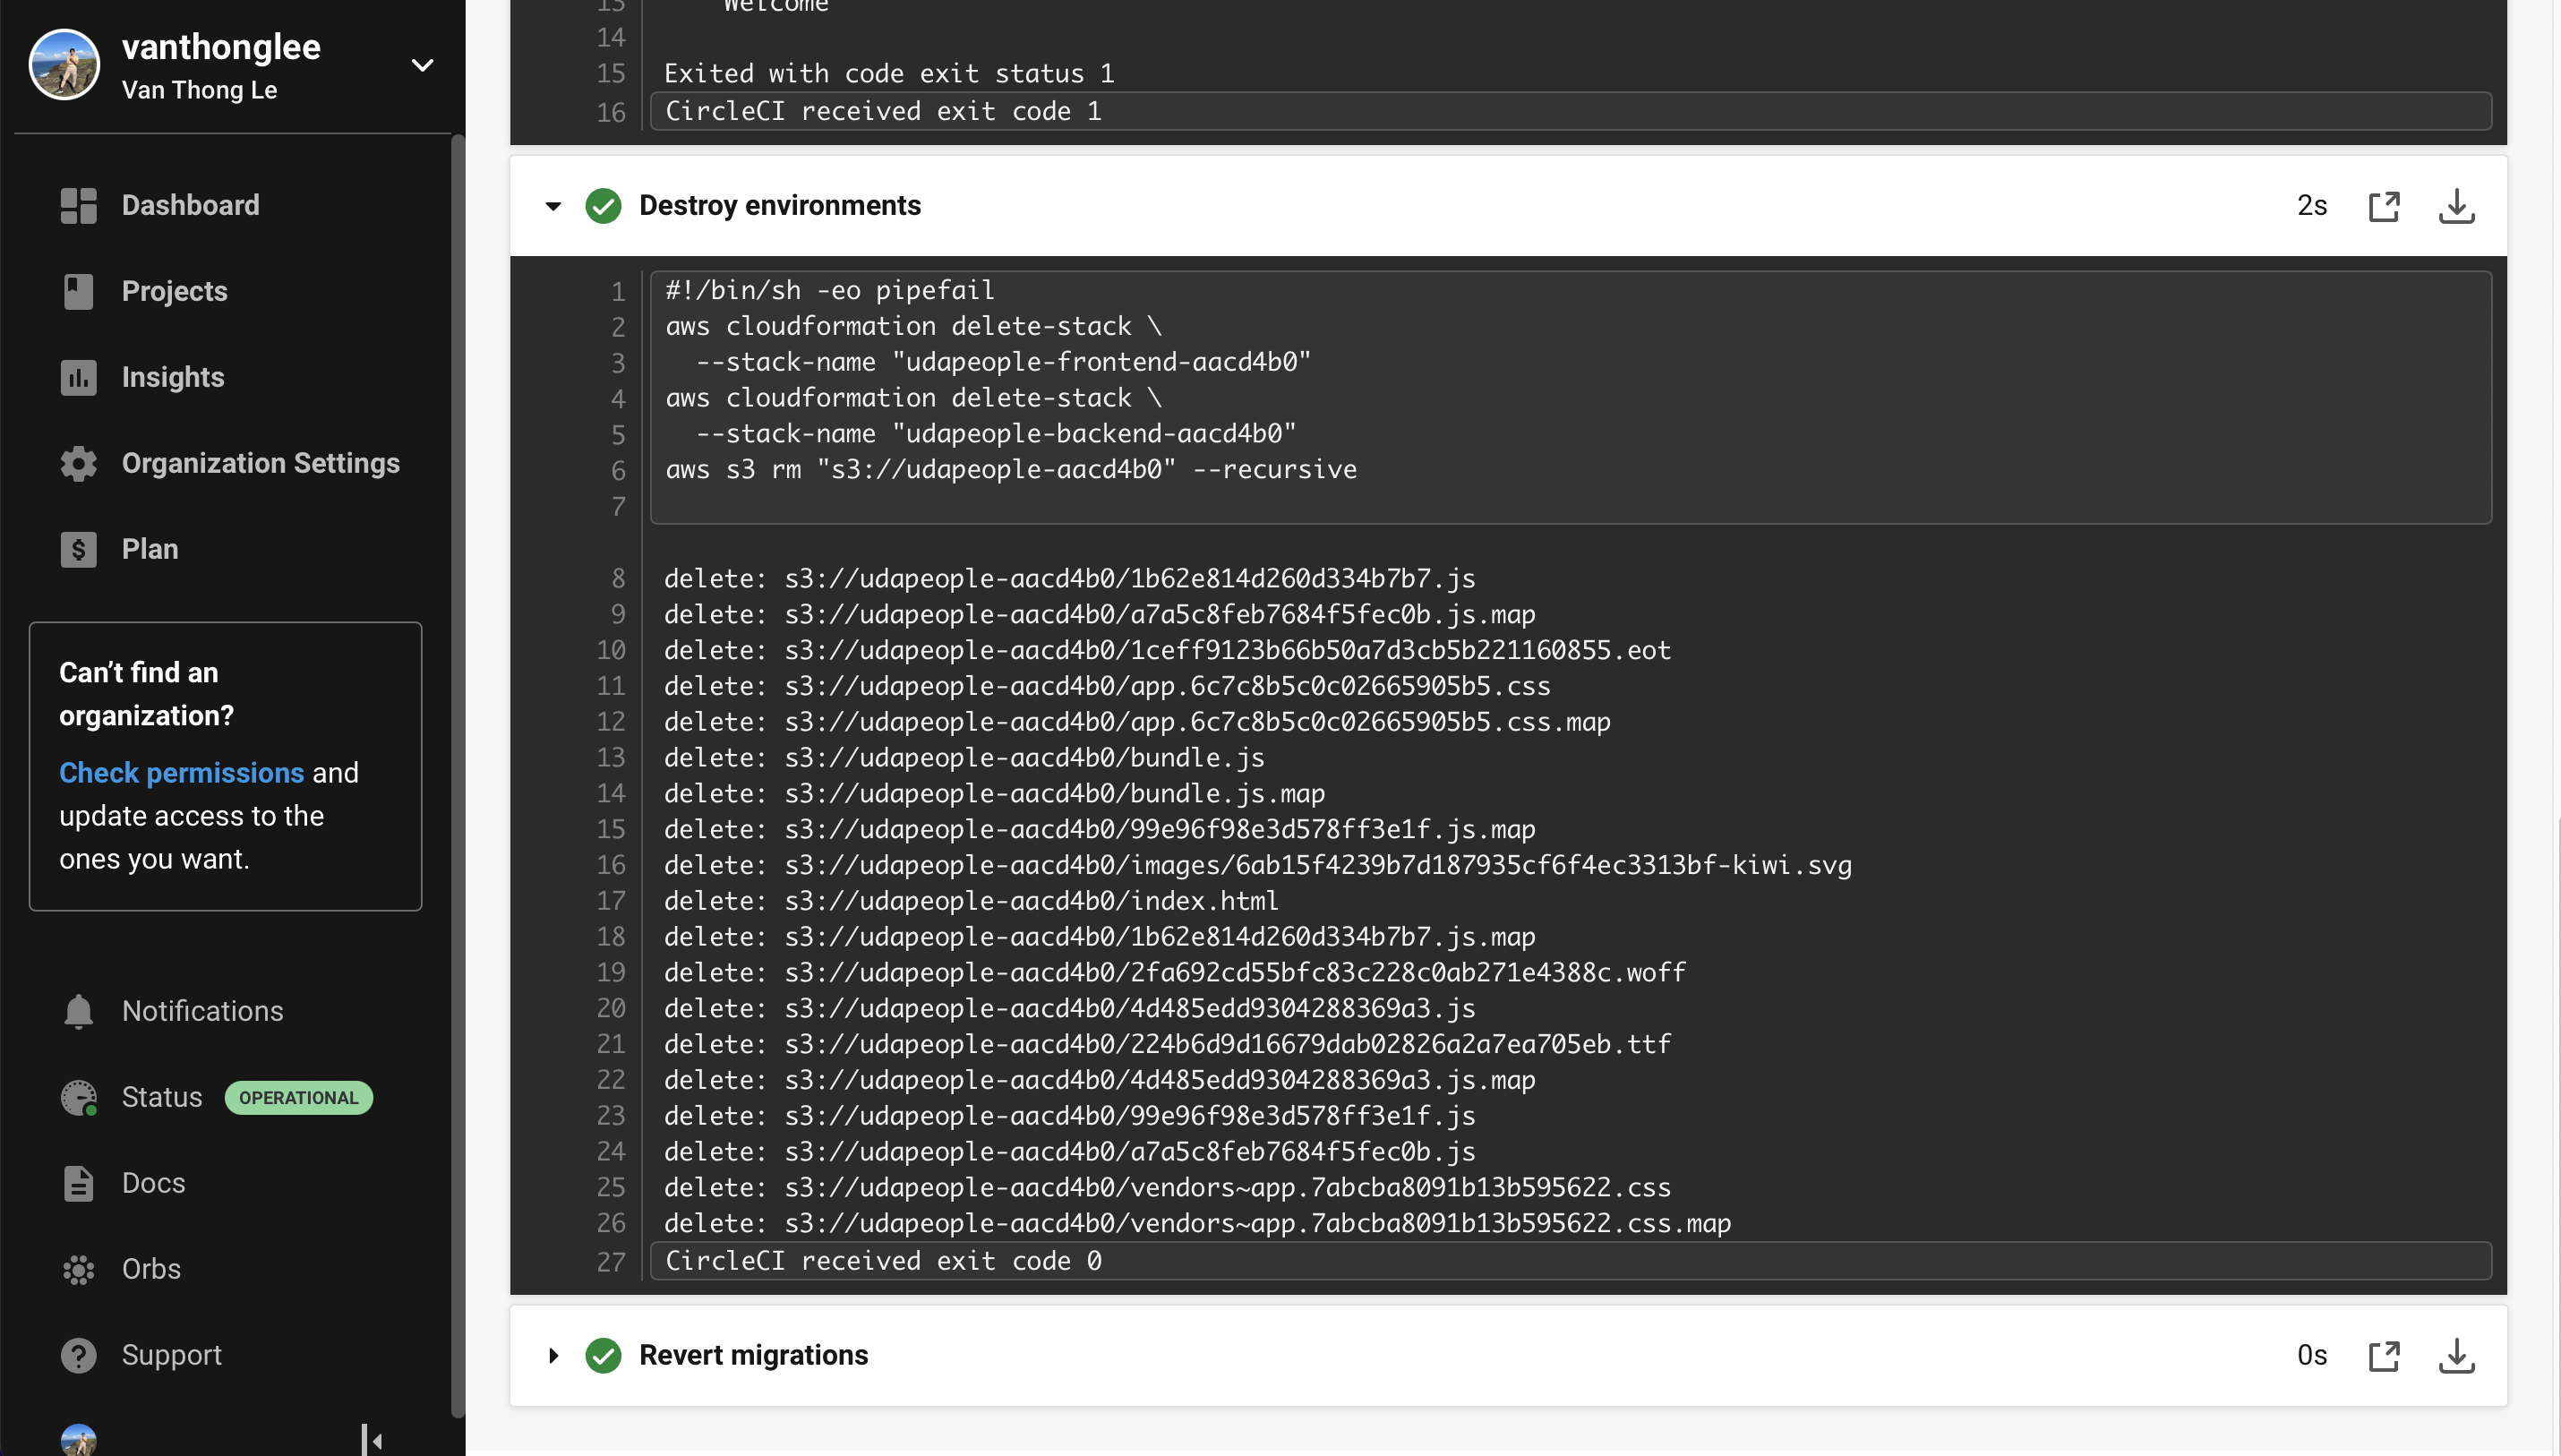 vanthonglee
Van Thong Le
Dashboard
Projects
Insights
Organization Settings
Plan
Can’t find an
organization?
Check permissions and
update access to the
ones you want.
Notifications
Status OPERATIONAL
Docs
Orbs
Support
13 Welcome
14
15 Exited with code exit status 1
16 CircleCI received exit code 1
Destroy environments 2s
1 #!/bin/sh -eo pipefail
2 aws cloudformation delete-stack \
3 --stack-name "udapeople-frontend-aacd4b0"
4 aws cloudformation delete-stack \
5 --stack-name "udapeople-backend-aacd4b0"
6 aws s3 rm "s3://udapeople-aacd4b0" --recursive
7
8 delete: s3://udapeople-aacd4b0/1b62e814d260d334b7b7.js
9 delete: s3://udapeople-aacd4b0/a7a5c8feb7684f5fec0b.js.map
10 delete: s3://udapeople-aacd4b0/1ceff9123b66b50a7d3cb5b221160855.eot
11 delete: s3://udapeople-aacd4b0/app.6c7c8b5c0c02665905b5.css
12 delete: s3://udapeople-aacd4b0/app.6c7c8b5c0c02665905b5.css.map
13 delete: s3://udapeople-aacd4b0/bundle.js
14 delete: s3://udapeople-aacd4b0/bundle.js.map
15 delete: s3://udapeople-aacd4b0/99e96f98e3d578ff3e1f.js.map
16 delete: s3://udapeople-aacd4b0/images/6ab15f4239b7d187935cf6f4ec3313bf-kiwi.svg
17 delete: s3://udapeople-aacd4b0/index.html
18 delete: s3://udapeople-aacd4b0/1b62e814d260d334b7b7.js.map
19 delete: s3://udapeople-aacd4b0/2fa692cd55bfc83c228c0ab271e4388c.woff
20 delete: s3://udapeople-aacd4b0/4d485edd9304288369a3.js
21 delete: s3://udapeople-aacd4b0/224b6d9d16679dab02826a2a7ea705eb.ttf
22 delete: s3://udapeople-aacd4b0/4d485edd9304288369a3.js.map
23 delete: s3://udapeople-aacd4b0/99e96f98e3d578ff3e1f.js
24 delete: s3://udapeople-aacd4b0/a7a5c8feb7684f5fec0b.js
25 delete: s3://udapeople-aacd4b0/vendors~app.7abcba8091b13b595622.css
26 delete: s3://udapeople-aacd4b0/vendors~app.7abcba8091b13b595622.css.map
27 CircleCI received exit code 0
Revert migrations 0s